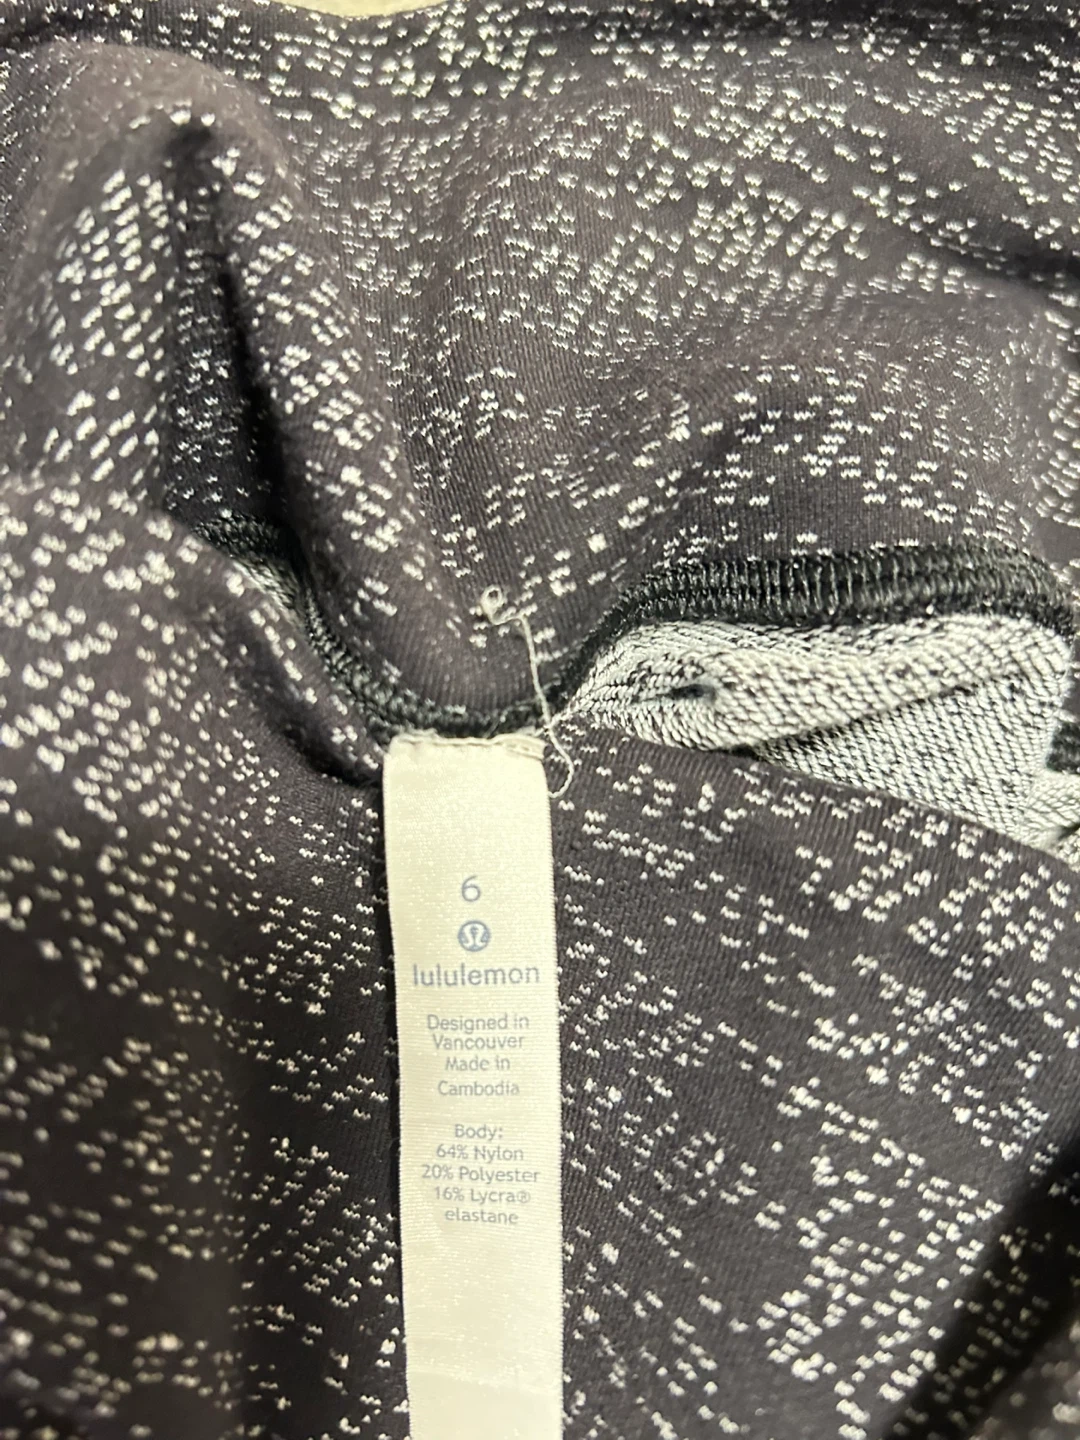 6
lululemon
Designed in
Vancouver
Made in
Cambodia
Body:
64% Nylon
20% Polyester
16% Lycra®
elastane